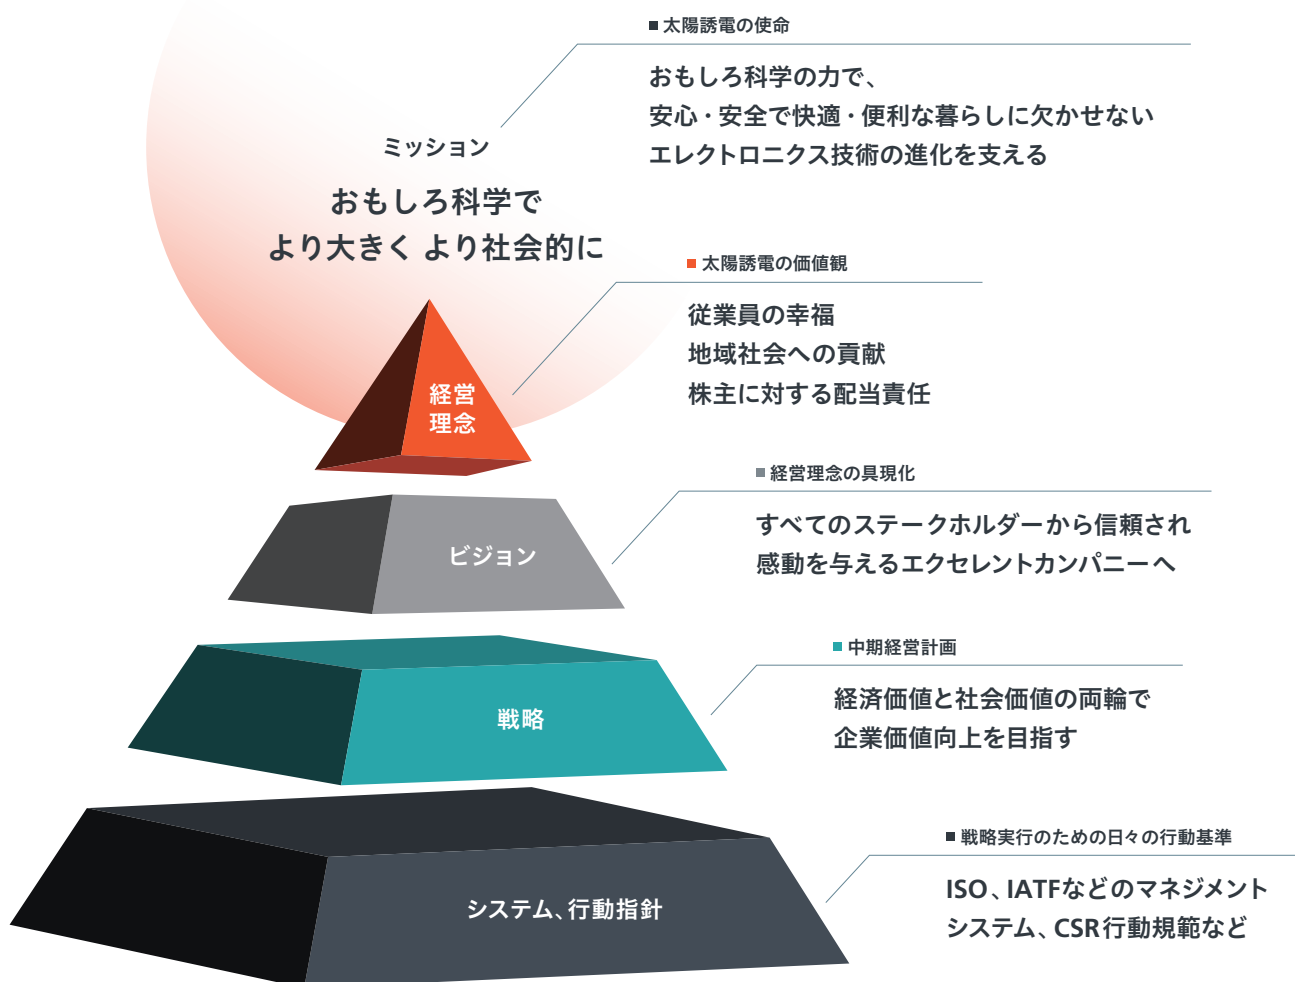 太陽誘電の使命
おもしろ科学の力で、
安心・安全で快適・便利な暮らしに欠かせない
エレクトロニクス技術の進化を支える
ミッション
おもしろ科学で
より大きく より社会的に
太陽誘電の価値観
従業員の幸福
地域社会への貢献
株主に対する配当責任
経営
理念
経営理念の具現化
すべてのステークホルダーから信頼され
感動を与えるエクセレントカンパニーへ
ビジョン
中期経営計画
経済価値と社会価値の両輪で
企業価値向上を目指す
戦略
戦略実行のための日々の行動基準
ISO、IATFなどのマネジメント
システム、CSR行動規範など
システム、行動指針